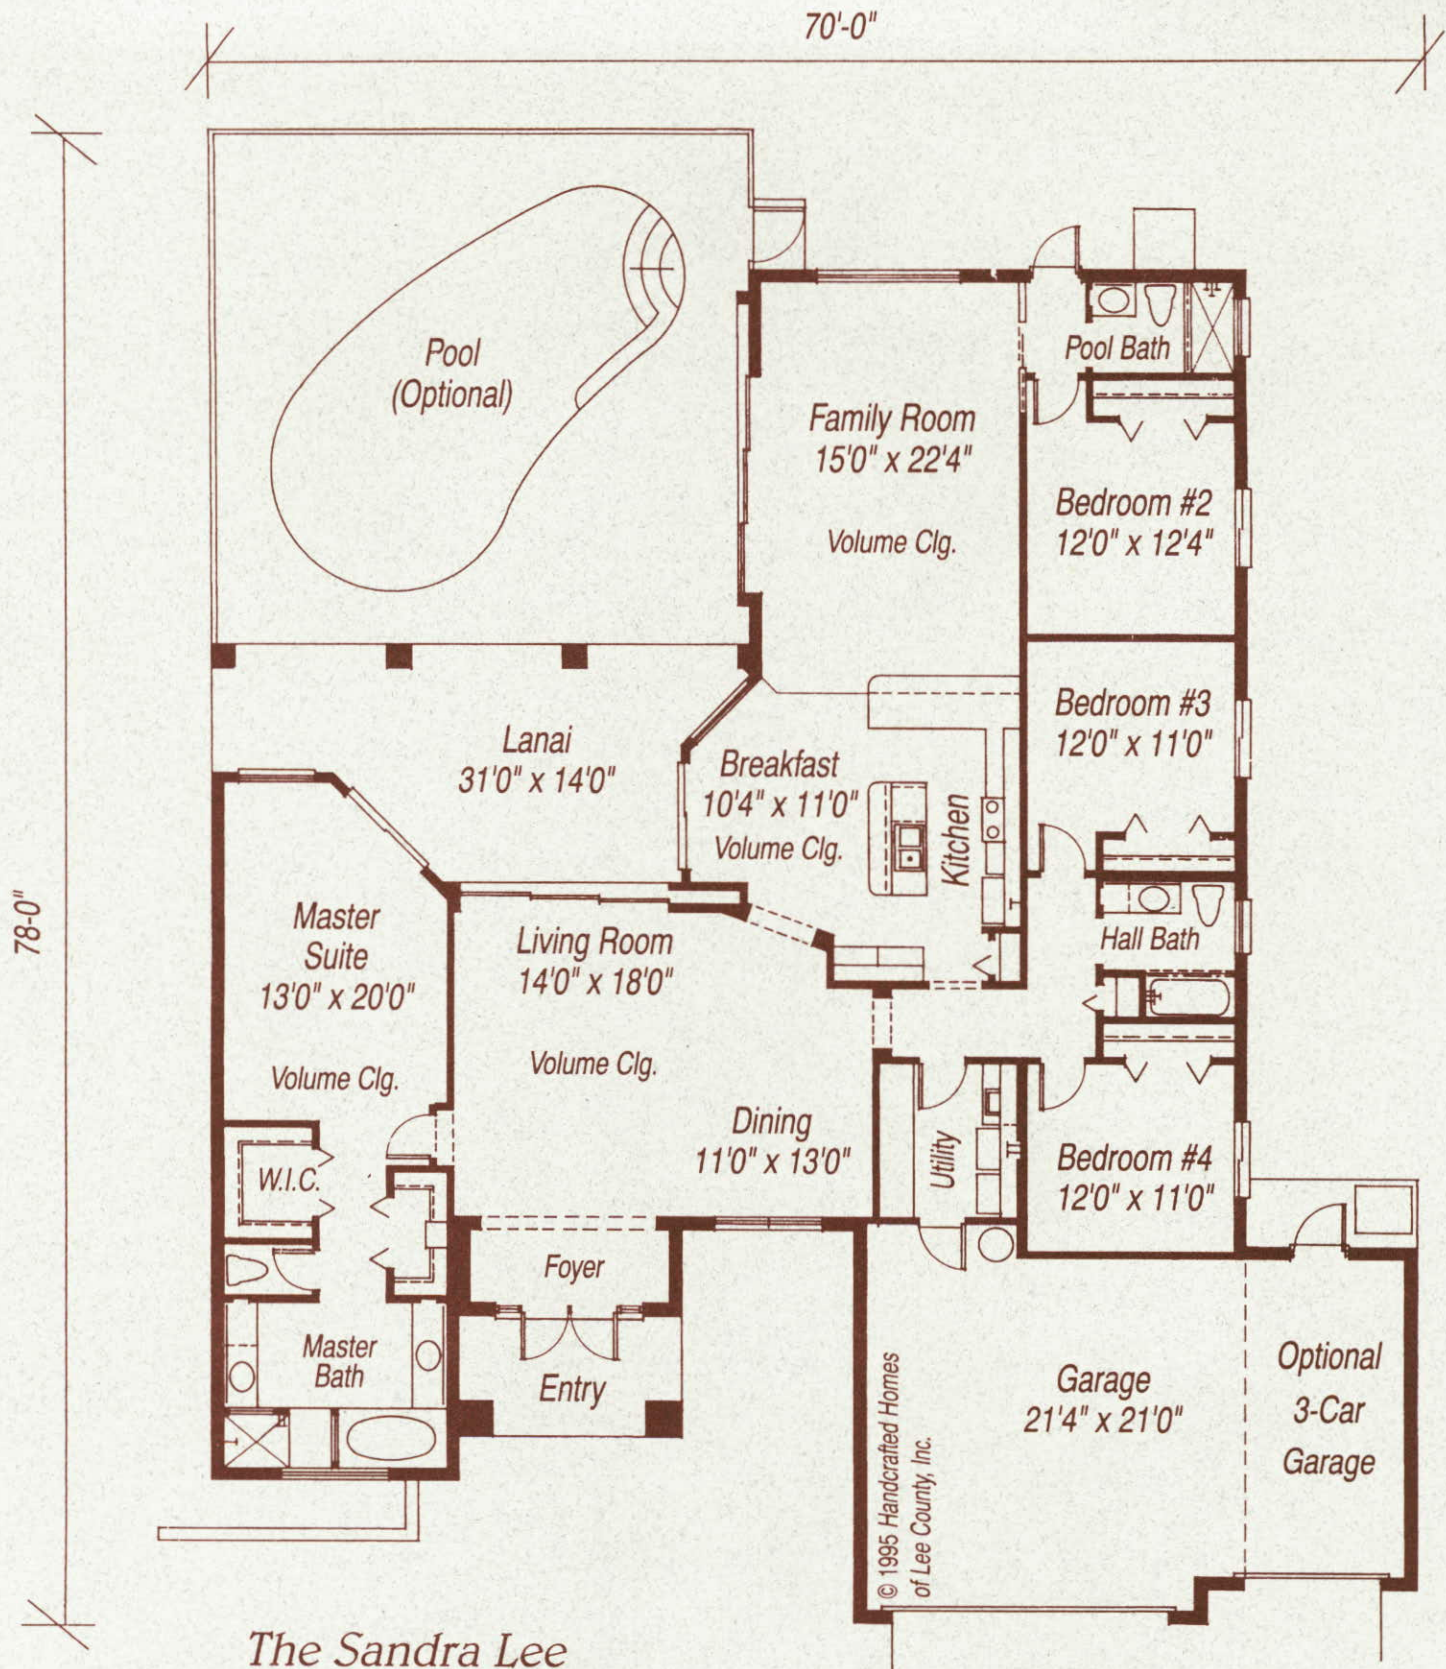 70'-0"
78-0"
Pool
(Optional)
Pool Bath
Family Room
15'0" x 22'4"
Volume Clg.
Bedroom #2
12'0" x 12'4"
Bedroom #3
12'0" x 11'0"
Lanai
31'0" x 14'0"
Breakfast
10'4" x 11'0"
Volume Clg.
Kitchen
Master
Suite
13'0" x 20'0"
Volume Clg.
Living Room
14'0" x 18'0"
Volume Clg.
Hall Bath
Dining
11'0" x 13'0"
Utility
Bedroom #4
12'0" x 11'0"
W.I.C.
Foyer
Master
Bath
Entry
Garage
21'4" x 21'0"
Optional
3-Car
Garage
© 1995 Handcrafted Homes
of Lee County, Inc.
The Sandra Lee